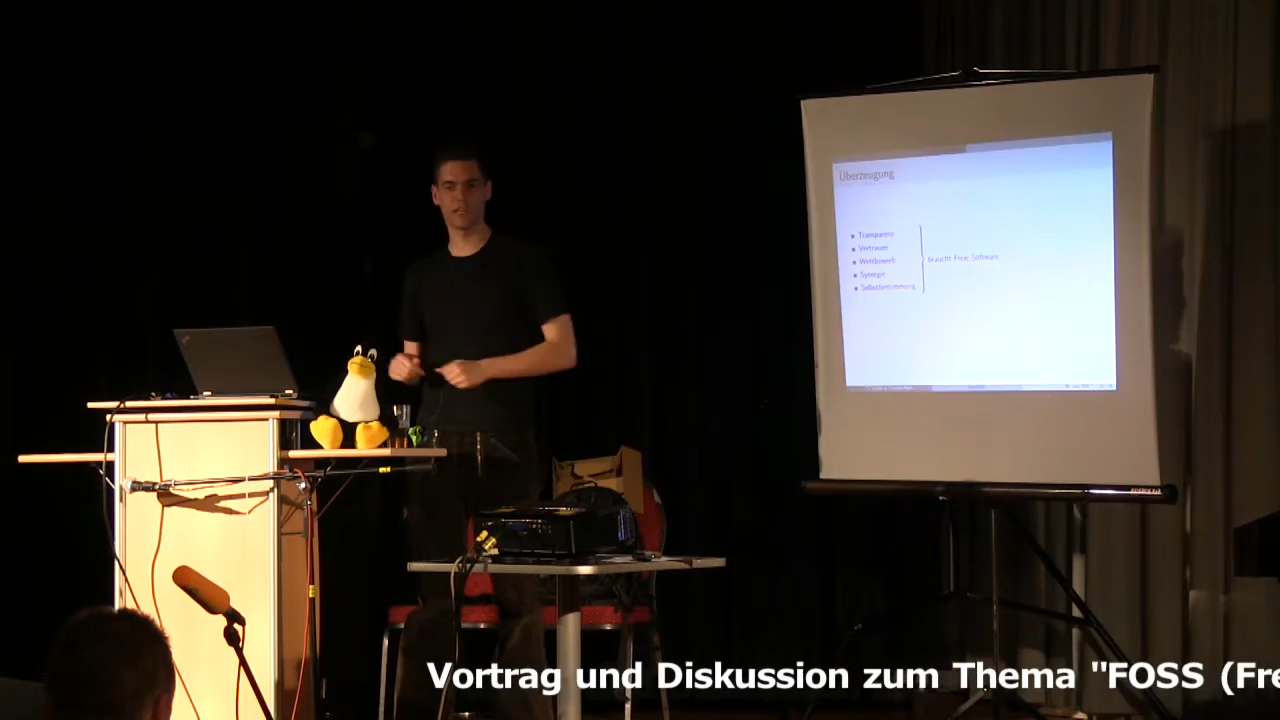 Überzeugung
Transparenz
Vertrauen
Wettbewerb
Synergie
Selbstbestimmung
braucht Freie Software
Vortrag und Diskussion zum Thema "FOSS (Fre